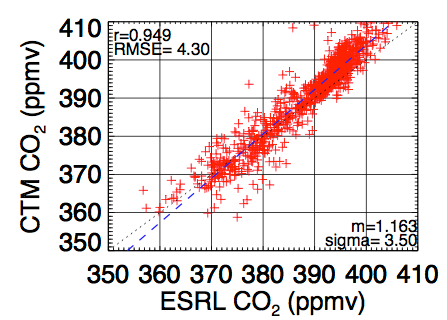 r=0.949
RMSE= 4.30
410
400
390
380
370
360
350
CTM CO₂ (ppmv)
m=1.163
sigma= 3.50
350 360 370 380 390 400 410
ESRL CO₂ (ppmv)